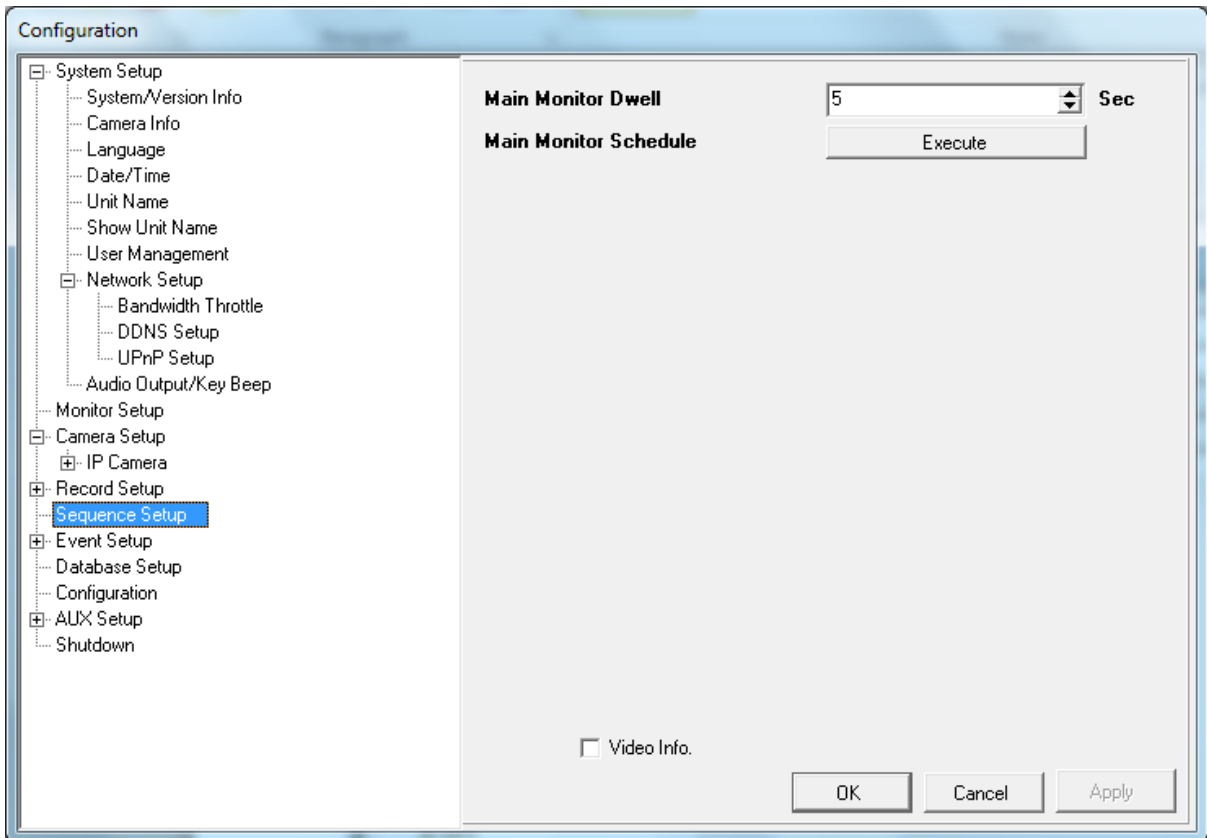 Configuration
System Setup
System/Version Info
Camera Info
Language
Date/Time
Unit Name
Show Unit Name
User Management
Network Setup
Bandwidth Throttle
DDNS Setup
UPnP Setup
Audio Output/Key Beep
Monitor Setup
Camera Setup
IP Camera
Record Setup
Sequence Setup
Event Setup
Database Setup
Configuration
AUX Setup
Shutdown
Main Monitor Dwell 5 Sec
Main Monitor Schedule Execute
Video Info.
OK Cancel Apply